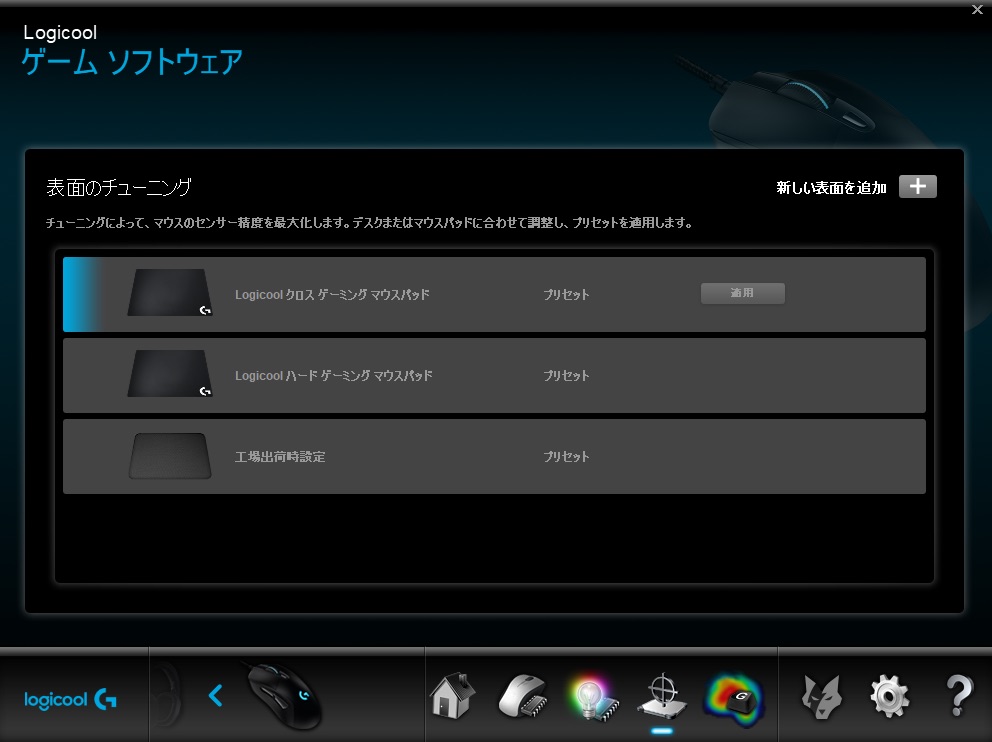 Logicool
ゲーム ソフトウェア
表面のチューニング
新しい表面を追加
チューニングによって、マウスのセンサー精度を最大化します。デスクまたはマウスパッドに合わせて調整し、プリセットを適用します。
Logicool クロス ゲーミング マウスパッド プリセット 適用
Logicool ハード ゲーミング マウスパッド プリセット
工場出荷時設定 プリセット
logicool G